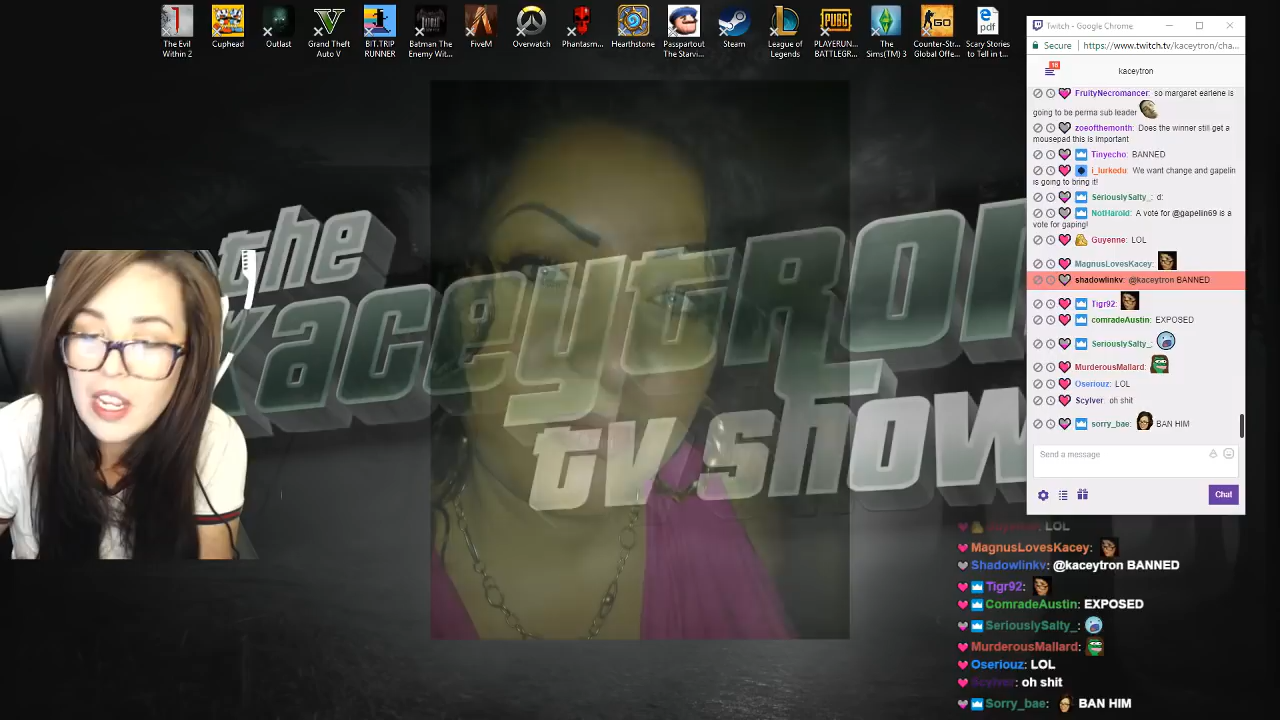 The Evil
Within 2
Cuphead
Outlast
Grand Theft
Auto V
BIT.TRIP
RUNNER
Batman The
Enemy Wit...
FiveM
Overwatch
Phantasm...
Hearthstone
Passpartout
The Starvi...
Steam
League of
Legends
PLAYERUN...
BATTLEGR...
The
Sims(TM) 3
Counter-Str...
Global Offe...
Scary Stories
to Tell in t...
the
kaceytron
tv show
Twitch - Google Chrome
Secure https://www.twitch.tv/kaceytron/cha...
18
kaceytron
FruityNecromancer: so margaret earlene is
going to be perma sub leader
zoeofthemonth: Does the winner still get a
mousepad this is important
Tinyecho: BANNED
i_lurkedu: We want change and gapelin
is going to bring it!
SeriouslySalty_: d:
NotHarold: A vote for @gapelin69 is a
vote for gaping!
Guyenne: LOL
MagnusLovesKacey:
shadowlinkv: @kaceytron BANNED
Tigr92:
comradeAustin: EXPOSED
SeriouslySalty_:
MurderousMallard:
Oseriouz: LOL
Scylver: oh shit
sorry_bae: BAN HIM
Send a message
Chat
Guyenne: LOL
MagnusLovesKacey:
Shadowlinkv: @kaceytron BANNED
Tigr92:
ComradeAustin: EXPOSED
SeriouslySalty_:
MurderousMallard:
Oseriouz: LOL
Scylver: oh shit
Sorry_bae: BAN HIM